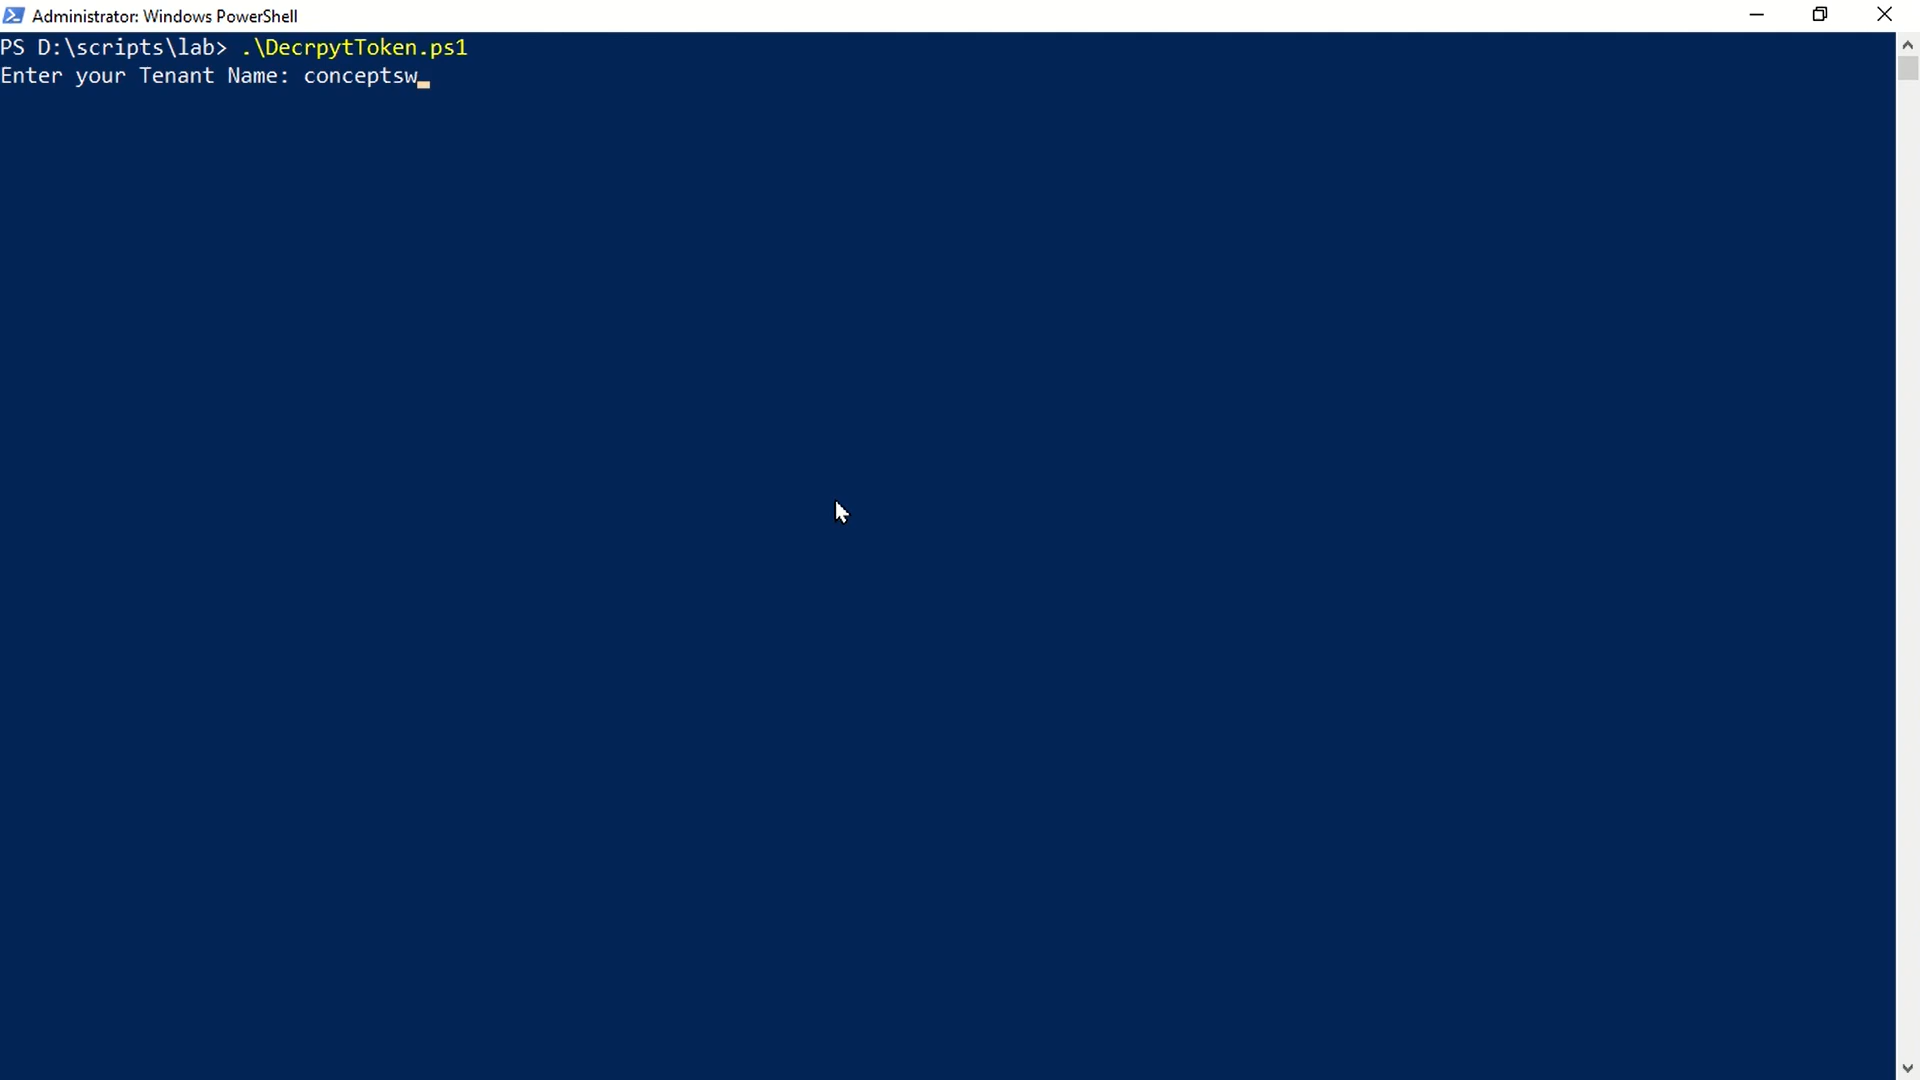 Administrator: Windows PowerShell
PS D:\scripts\lab> .\DecrpytToken.ps1
Enter your Tenant Name: conceptsw